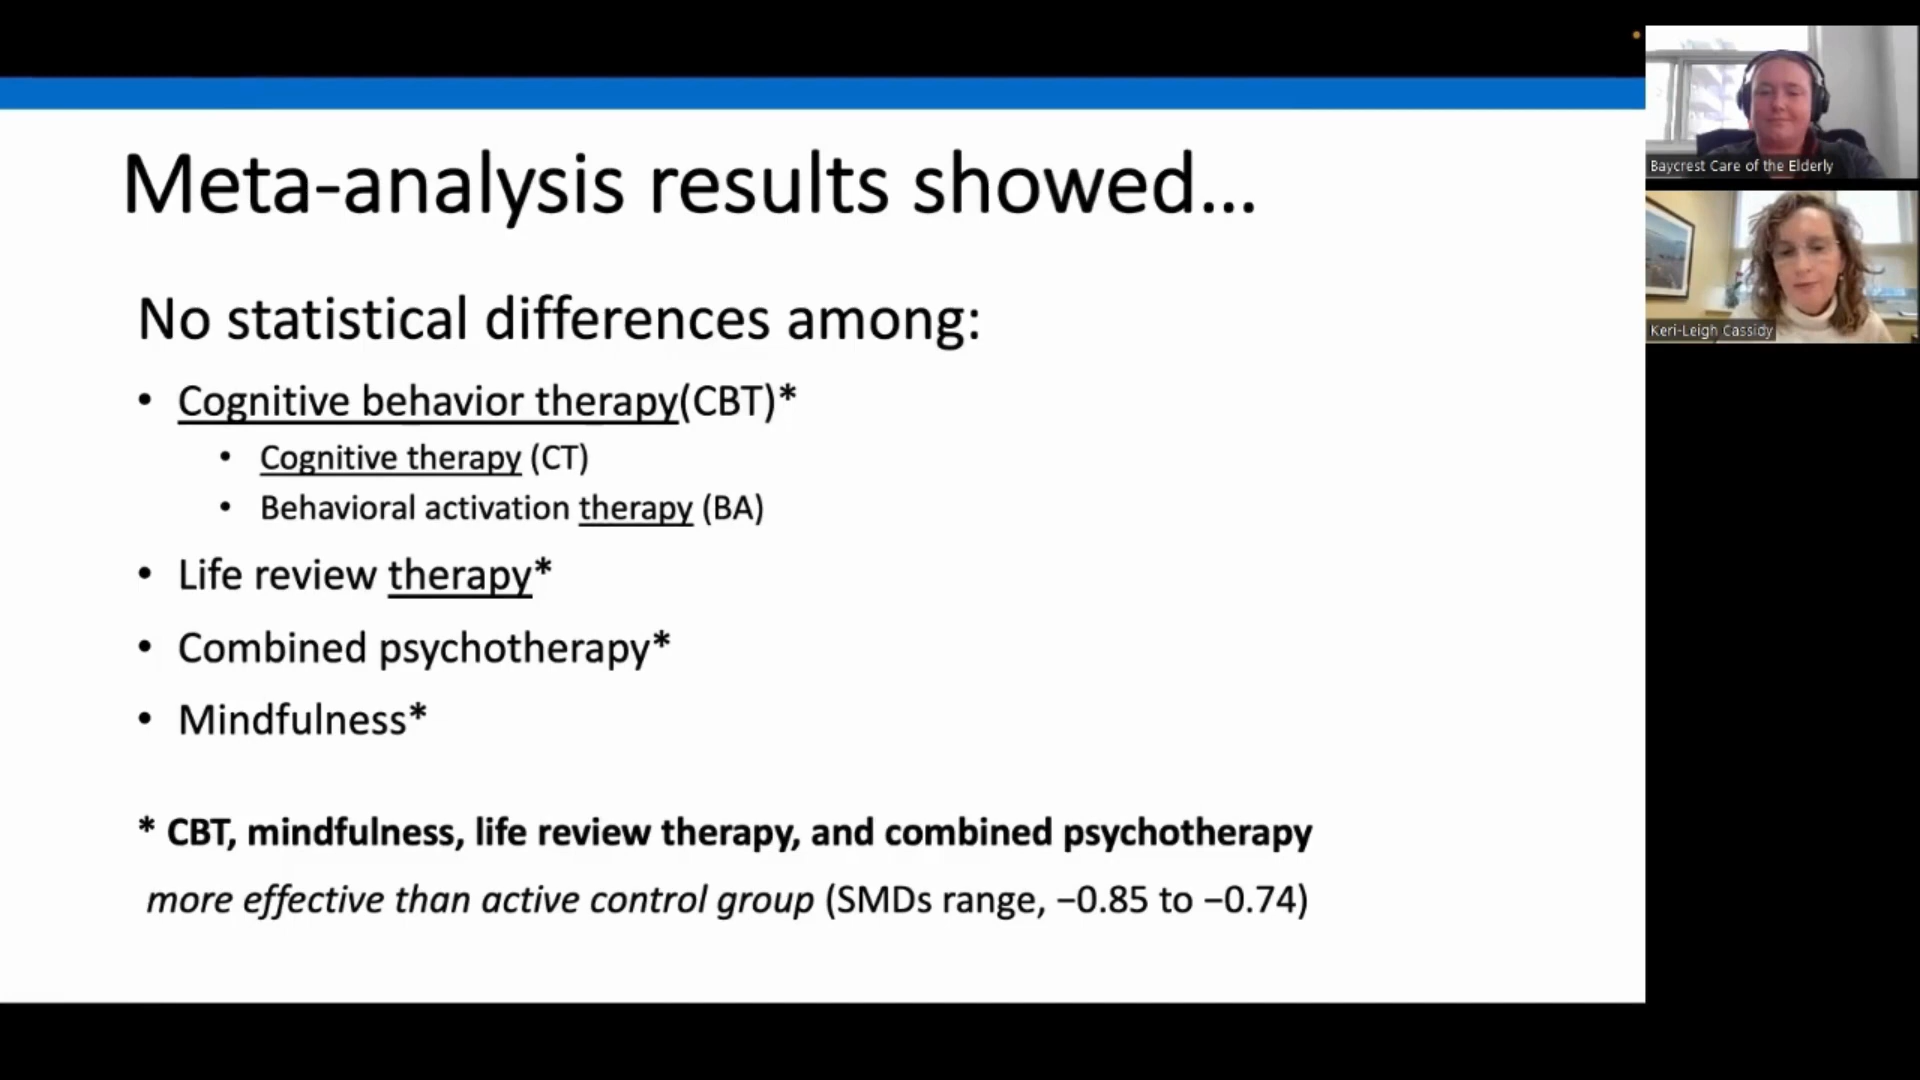 Meta-analysis results showed...
No statistical differences among:
• Cognitive behavior therapy(CBT)*
• Cognitive therapy (CT)
• Behavioral activation therapy (BA)
• Life review therapy*
• Combined psychotherapy*
• Mindfulness*
* CBT, mindfulness, life review therapy, and combined psychotherapy
more effective than active control group (SMDs range, −0.85 to −0.74)
Baycrest Care of the Elderly
Keri-Leigh Cassidy